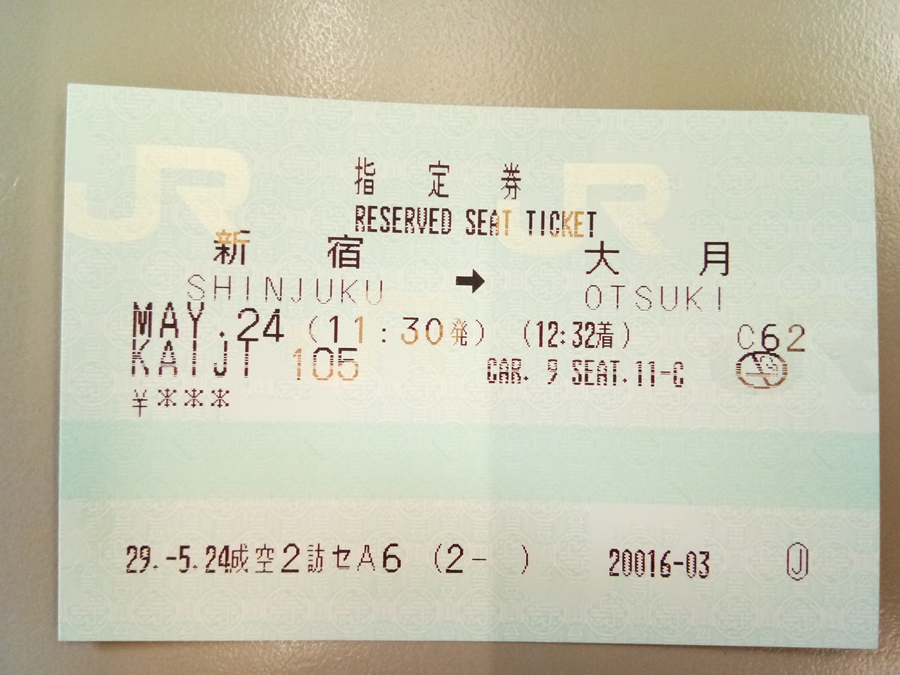 指定券
RESERVED SEAT TICKET
新宿 ➡ 大月
SHINJUKU OTSUKI
MAY.24 (11:30発) (12:32着) C62
KAIJI 105 CAR. 9 SEAT.11-C
¥***
29.-5.24成空2訪セA6 (2- ) 20016-03 Ⓙ
JR JR